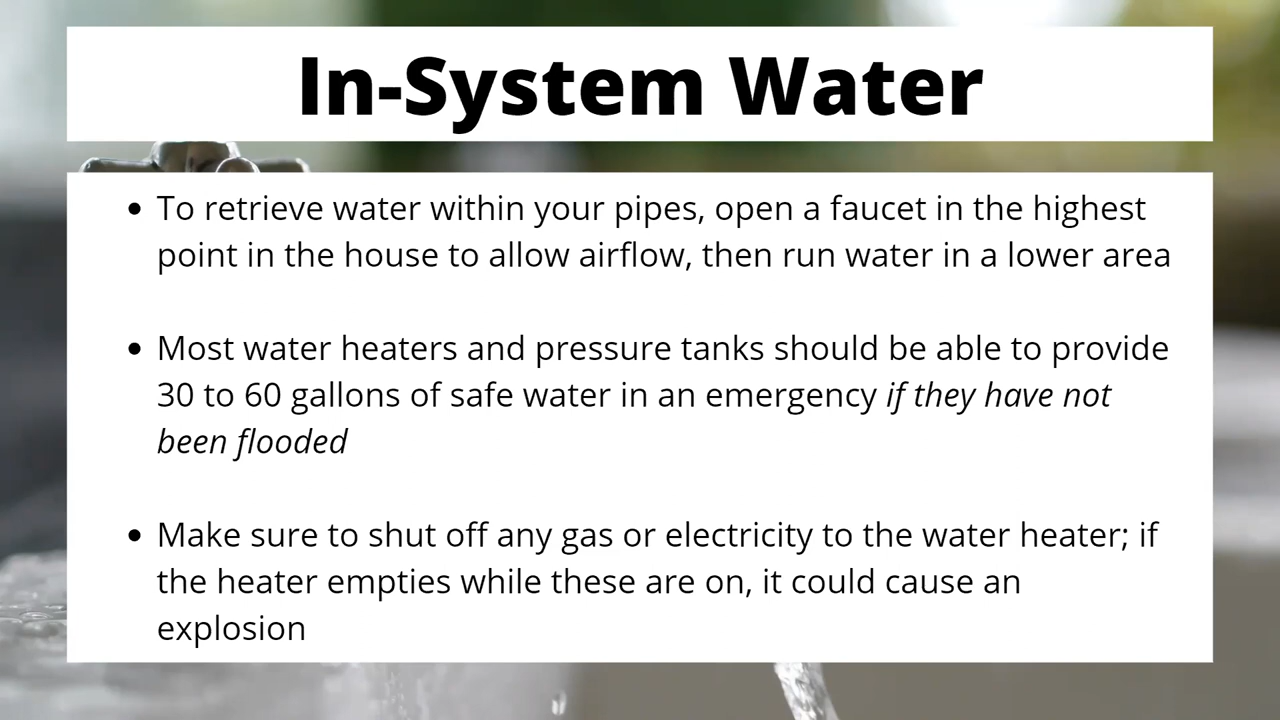 In-System Water
• To retrieve water within your pipes, open a faucet in the highest
point in the house to allow airflow, then run water in a lower area
• Most water heaters and pressure tanks should be able to provide
30 to 60 gallons of safe water in an emergency if they have not
been flooded
• Make sure to shut off any gas or electricity to the water heater; if
the heater empties while these are on, it could cause an
explosion